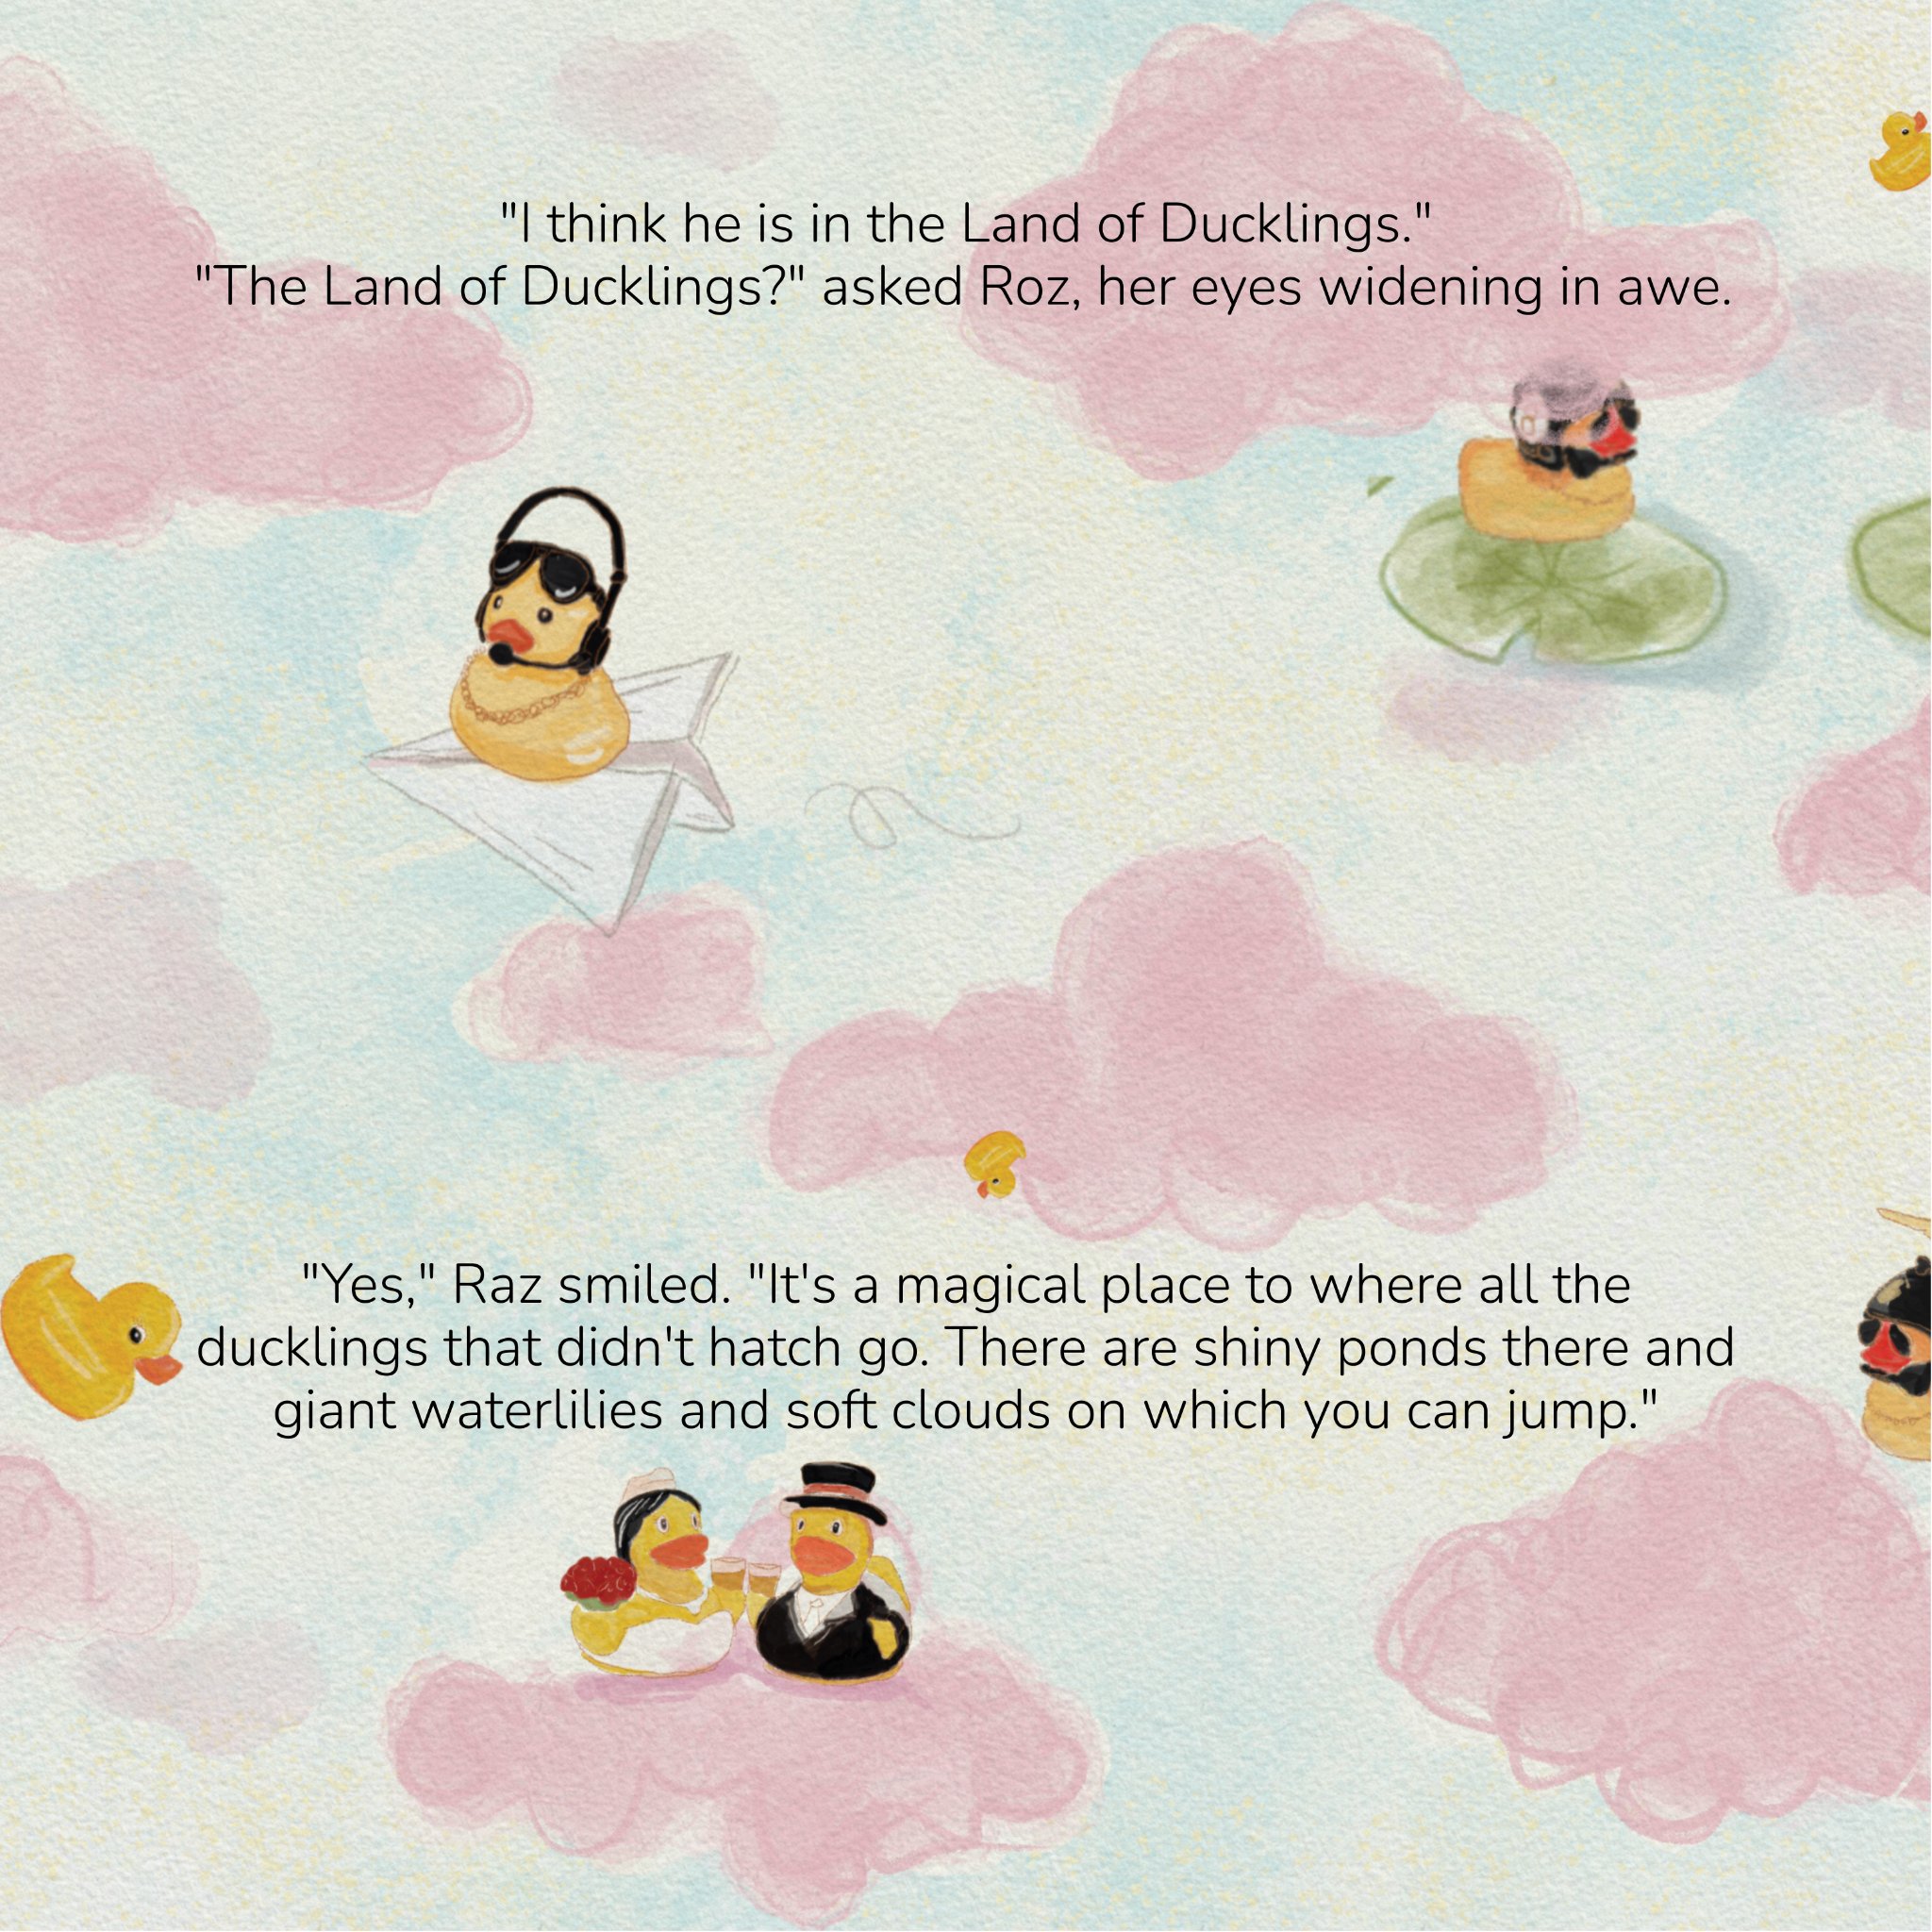 "I think he is in the Land of Ducklings."
"The Land of Ducklings?" asked Roz, her eyes widening in awe.
"Yes," Raz smiled. "It's a magical place to where all the
ducklings that didn't hatch go. There are shiny ponds there and
giant waterlilies and soft clouds on which you can jump."